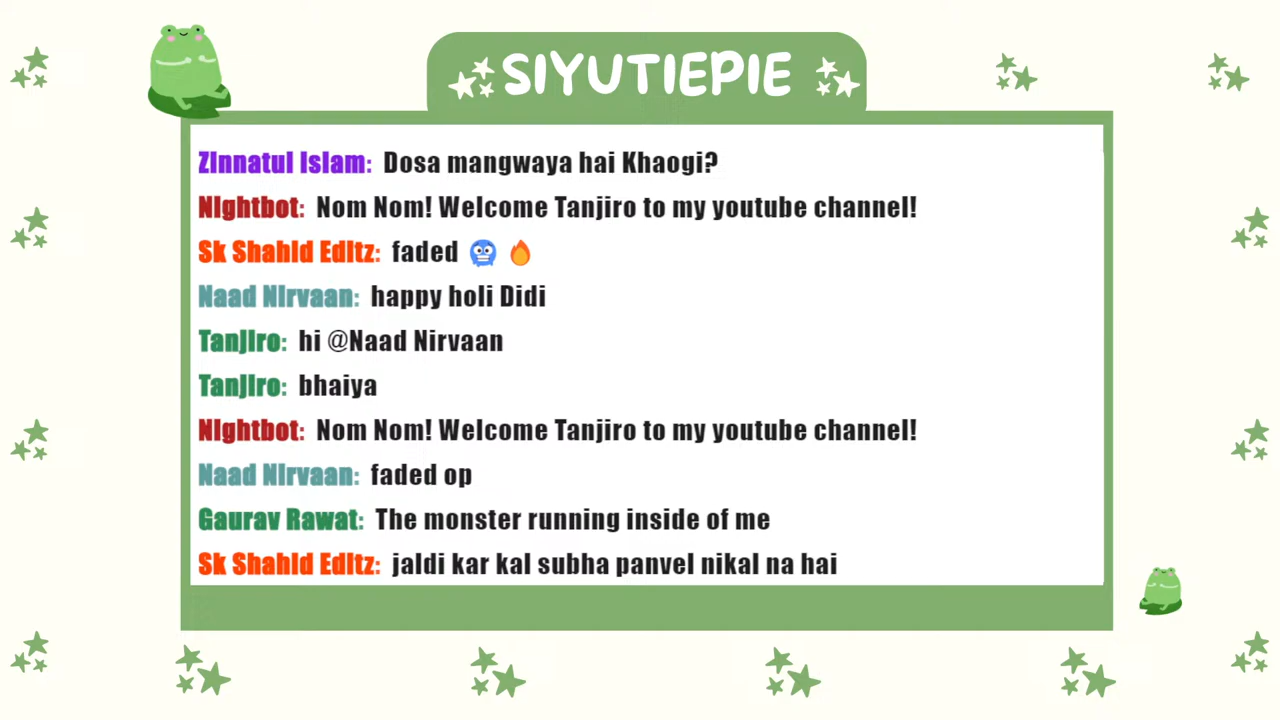 SIYUTIEPIE
Zinnatul Islam: Dosa mangwaya hai Khaogi?
Nightbot: Nom Nom! Welcome Tanjiro to my youtube channel!
Sk Shahid Editz: faded 🥶 🔥
Naad Nirvaan: happy holi Didi
Tanjiro: hi @Naad Nirvaan
Tanjiro: bhaiya
Nightbot: Nom Nom! Welcome Tanjiro to my youtube channel!
Naad Nirvaan: faded op
Gaurav Rawat: The monster running inside of me
Sk Shahid Editz: jaldi kar kal subha panvel nikal na hai